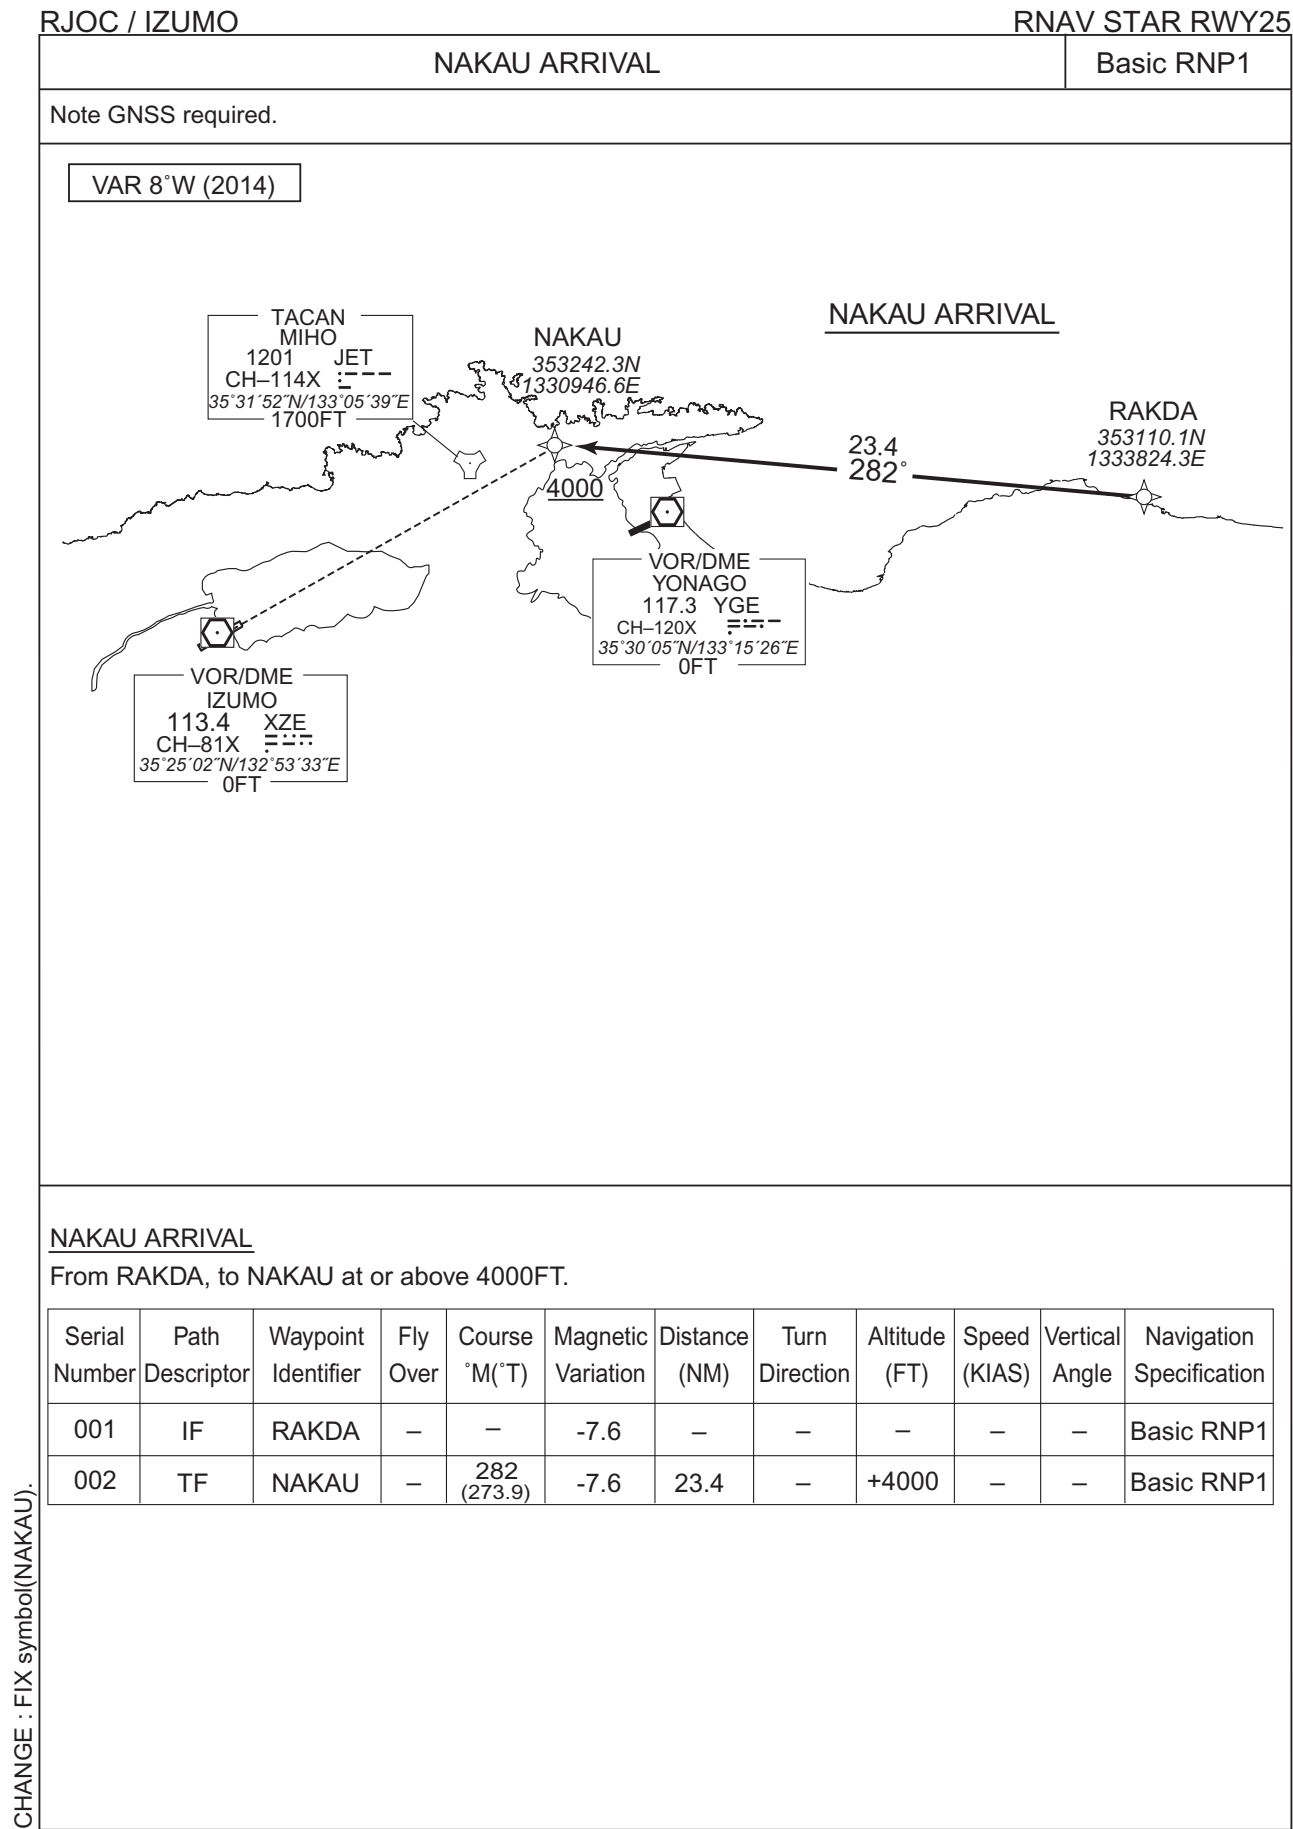 RJOC / IZUMO
RNAV STAR RWY25
NAKAU ARRIVAL
Basic RNP1
Note GNSS required.
VAR 8˚W (2014)
TACAN
MIHO
1201 JET
CH–114X
35˚31´52˝N/133˚05´39˝E
1700FT
NAKAU
353242.3N
1330946.6E
4000
NAKAU ARRIVAL
23.4
282˚
RAKDA
353110.1N
1333824.3E
VOR/DME
YONAGO
117.3 YGE
CH–120X
35˚30´05˝N/133˚15´26˝E
0FT
VOR/DME
IZUMO
113.4 XZE
CH–81X
35˚25´02˝N/132˚53´33˝E
0FT
NAKAU ARRIVAL
From RAKDA, to NAKAU at or above 4000FT.
Serial Number Path Descriptor Waypoint Identifier Fly Over Course ˚M(˚T) Magnetic Variation Distance (NM) Turn Direction Altitude (FT) Speed (KIAS) Vertical Angle Navigation Specification
001 IF RAKDA – – -7.6 – – – – – Basic RNP1
002 TF NAKAU – 282 (273.9) -7.6 23.4 – +4000 – – Basic RNP1
CHANGE : FIX symbol(NAKAU).